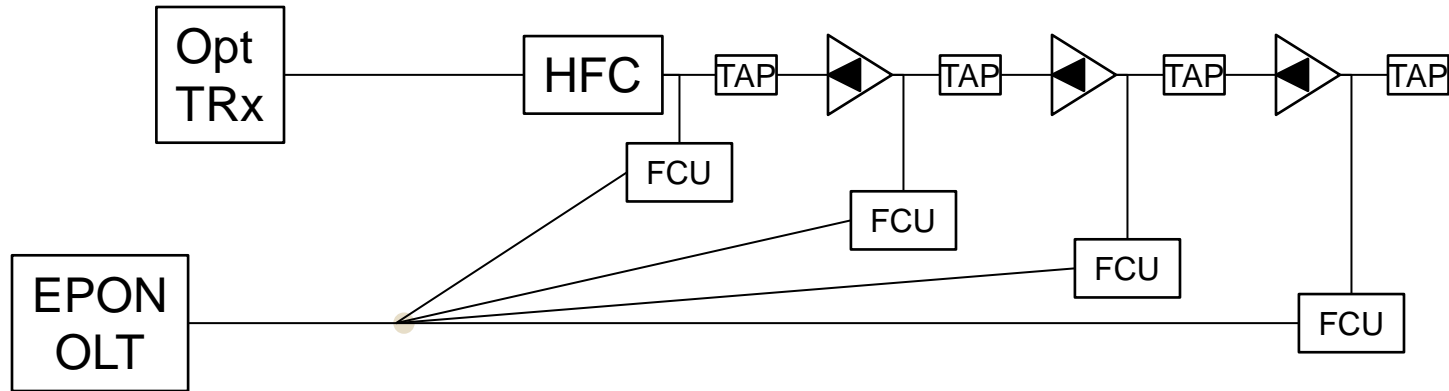 Opt
TRx
HFC
TAP
TAP
TAP
TAP
FCU
FCU
FCU
FCU
EPON
OLT